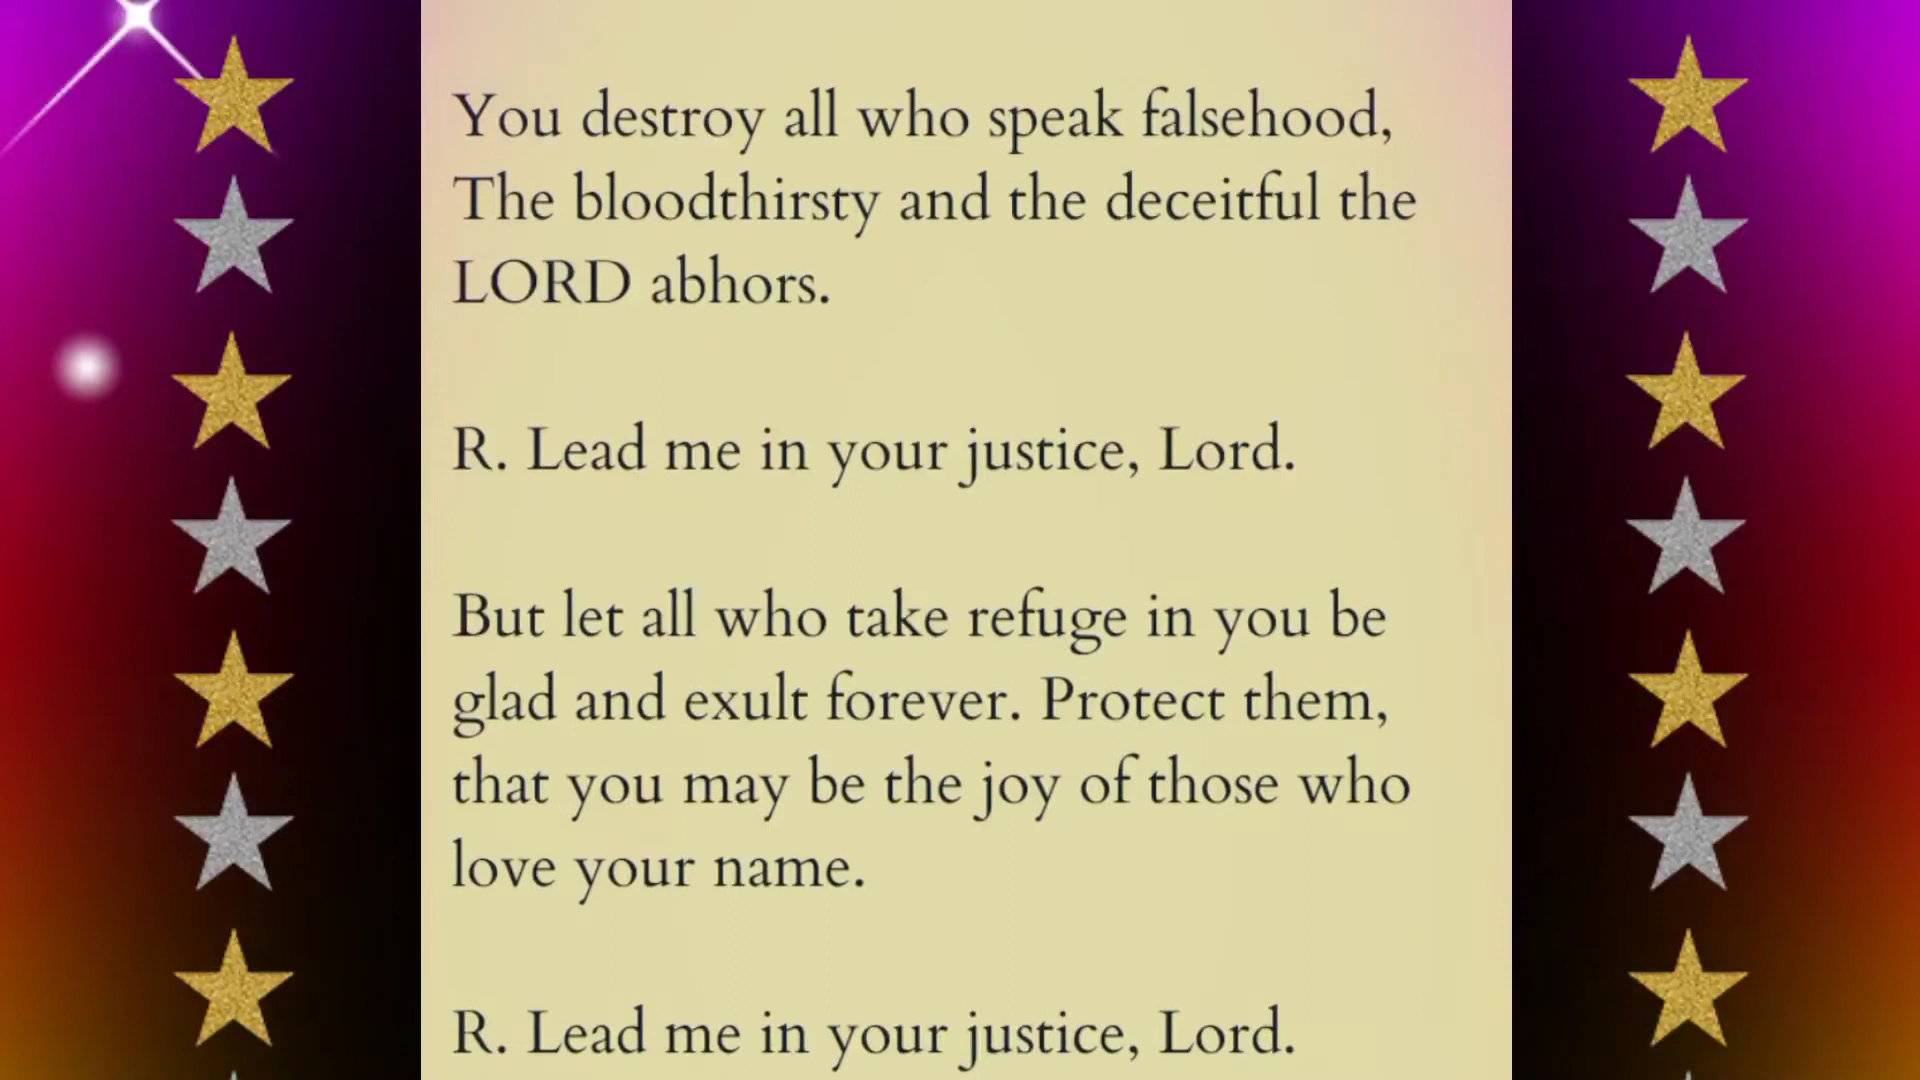 You destroy all who speak falsehood,
The bloodthirsty and the deceitful the
LORD abhors.
R. Lead me in your justice, Lord.
But let all who take refuge in you be
glad and exult forever. Protect them,
that you may be the joy of those who
love your name.
R. Lead me in your justice, Lord.